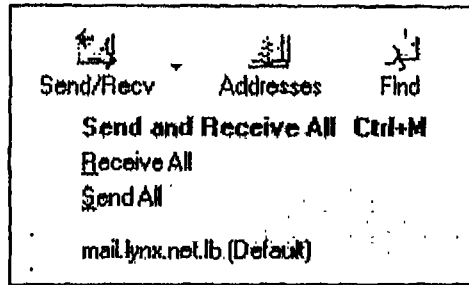 Send/Recv Addresses Find
Send and Receive All Ctrl+M
Receive All
Send All
mail.lynx.net.lb (Default)